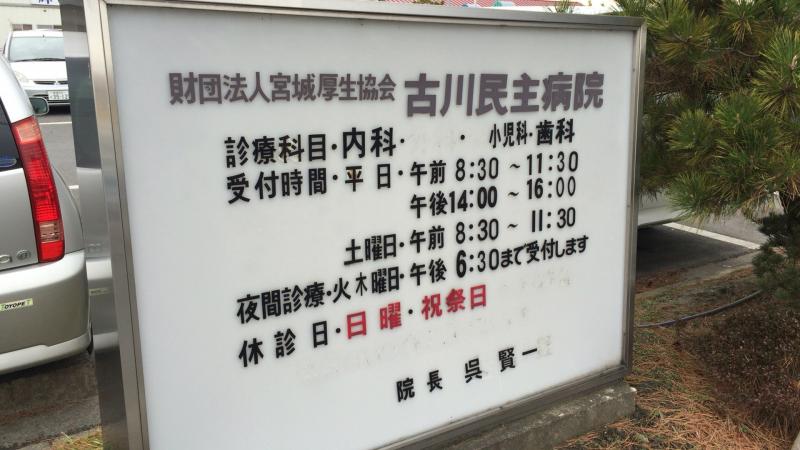 財団法人宮城厚生協会 古川民主病院
診療科目・内科・ ・小児科・歯科
受付時間・平日・午前 8:30 ~ 11:30
午後14:00 ~ 16:00
土曜日・午前 8:30 ~ 11:30
夜間診療・火木曜日・午後 6:30まで受付します
休診日・日曜・祝祭日
院長 呉賢一
TOYOPET